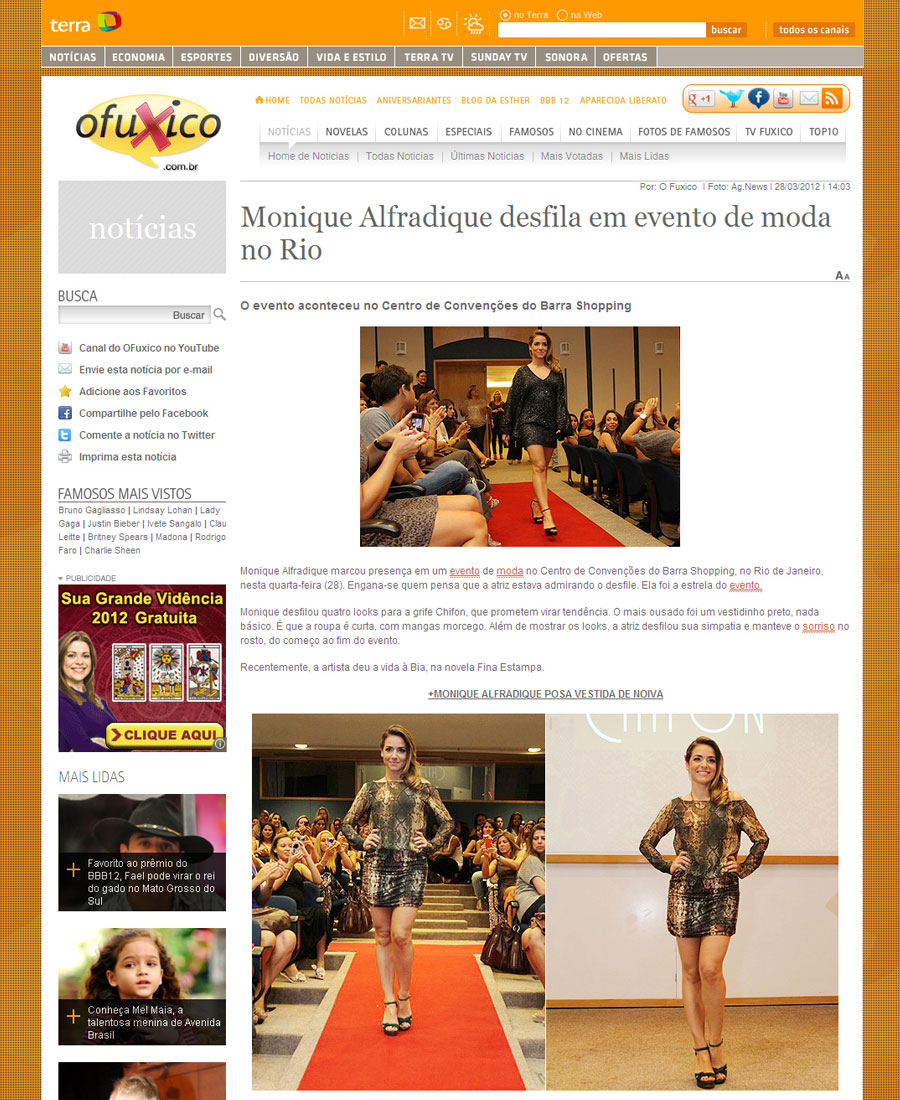 terra
no Terra
na Web
buscar
todos os canais
NOTÍCIAS ECONOMIA ESPORTES DIVERSÃO VIDA E ESTILO TERRA TV SUNDAY TV SONORA OFERTAS
ofuxico
.com.br
HOME TODAS NOTÍCIAS ANIVERSARIANTES BLOG DA ESTHER BBB 12 APARECIDA LIBERATO
g +1
NOTÍCIAS NOVELAS COLUNAS ESPECIAIS FAMOSOS NO CINEMA FOTOS DE FAMOSOS TV FUXICO TOP10
Home de Noticias | Todas Noticias | Últimas Noticias | Mais Votadas | Mais Lidas
notícias
Por: O Fuxico | Foto: Ag.News | 28/03/2012 | 14:03
Monique Alfradique desfila em evento de moda
no Rio
AA
BUSCA
Buscar
Canal do OFuxico no YouTube
Envie esta notícia por e-mail
Adicione aos Favoritos
Compartilhe pelo Facebook
Comente a notícia no Twitter
Imprima esta notícia
FAMOSOS MAIS VISTOS
Bruno Gagliasso | Lindsay Lohan | Lady
Gaga | Justin Bieber | Ivete Sangalo | Clau
Leitte | Britney Spears | Madona | Rodrigo
Faro | Charlie Sheen
PUBLICIDADE
Sua Grande Vidência
2012 Gratuita
CLIQUE AQUI
MAIS LIDAS
Favorito ao prêmio do
BBB12, Fael pode virar o rei
do gado no Mato Grosso do
Sul
Conheça Mel Maia, a
talentosa menina de Avenida
Brasil
O evento aconteceu no Centro de Convenções do Barra Shopping
Monique Alfradique marcou presença em um evento de moda no Centro de Convenções do Barra Shopping, no Rio de Janeiro,
nesta quarta-feira (28). Engana-se quem pensa que a atriz estava admirando o desfile. Ela foi a estrela do evento.
Monique desfilou quatro looks para a grife Chifon, que prometem virar tendência. O mais ousado foi um vestidinho preto, nada
básico. É que a roupa é curta, com mangas morcego. Além de mostrar os looks, a atriz desfilou sua simpatia e manteve o sorriso no
rosto, do começo ao fim do evento.
Recentemente, a artista deu a vida à Bia, na novela Fina Estampa.
+MONIQUE ALFRADIQUE POSA VESTIDA DE NOIVA
CHIFON